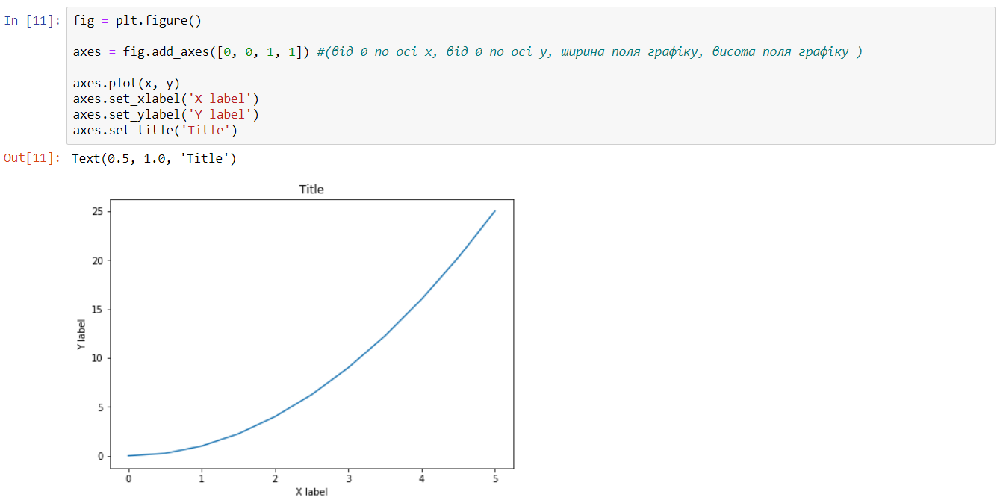 In [11]: fig = plt.figure()
axes = fig.add_axes([0, 0, 1, 1]) #(від 0 по осі x, від 0 по осі y, ширина поля графіку, висота поля графіку )
axes.plot(x, y)
axes.set_xlabel('X label')
axes.set_ylabel('Y label')
axes.set_title('Title')
Out[11]: Text(0.5, 1.0, 'Title')
Title
25
20
15
10
5
0
Y label
0 1 2 3 4 5
X label